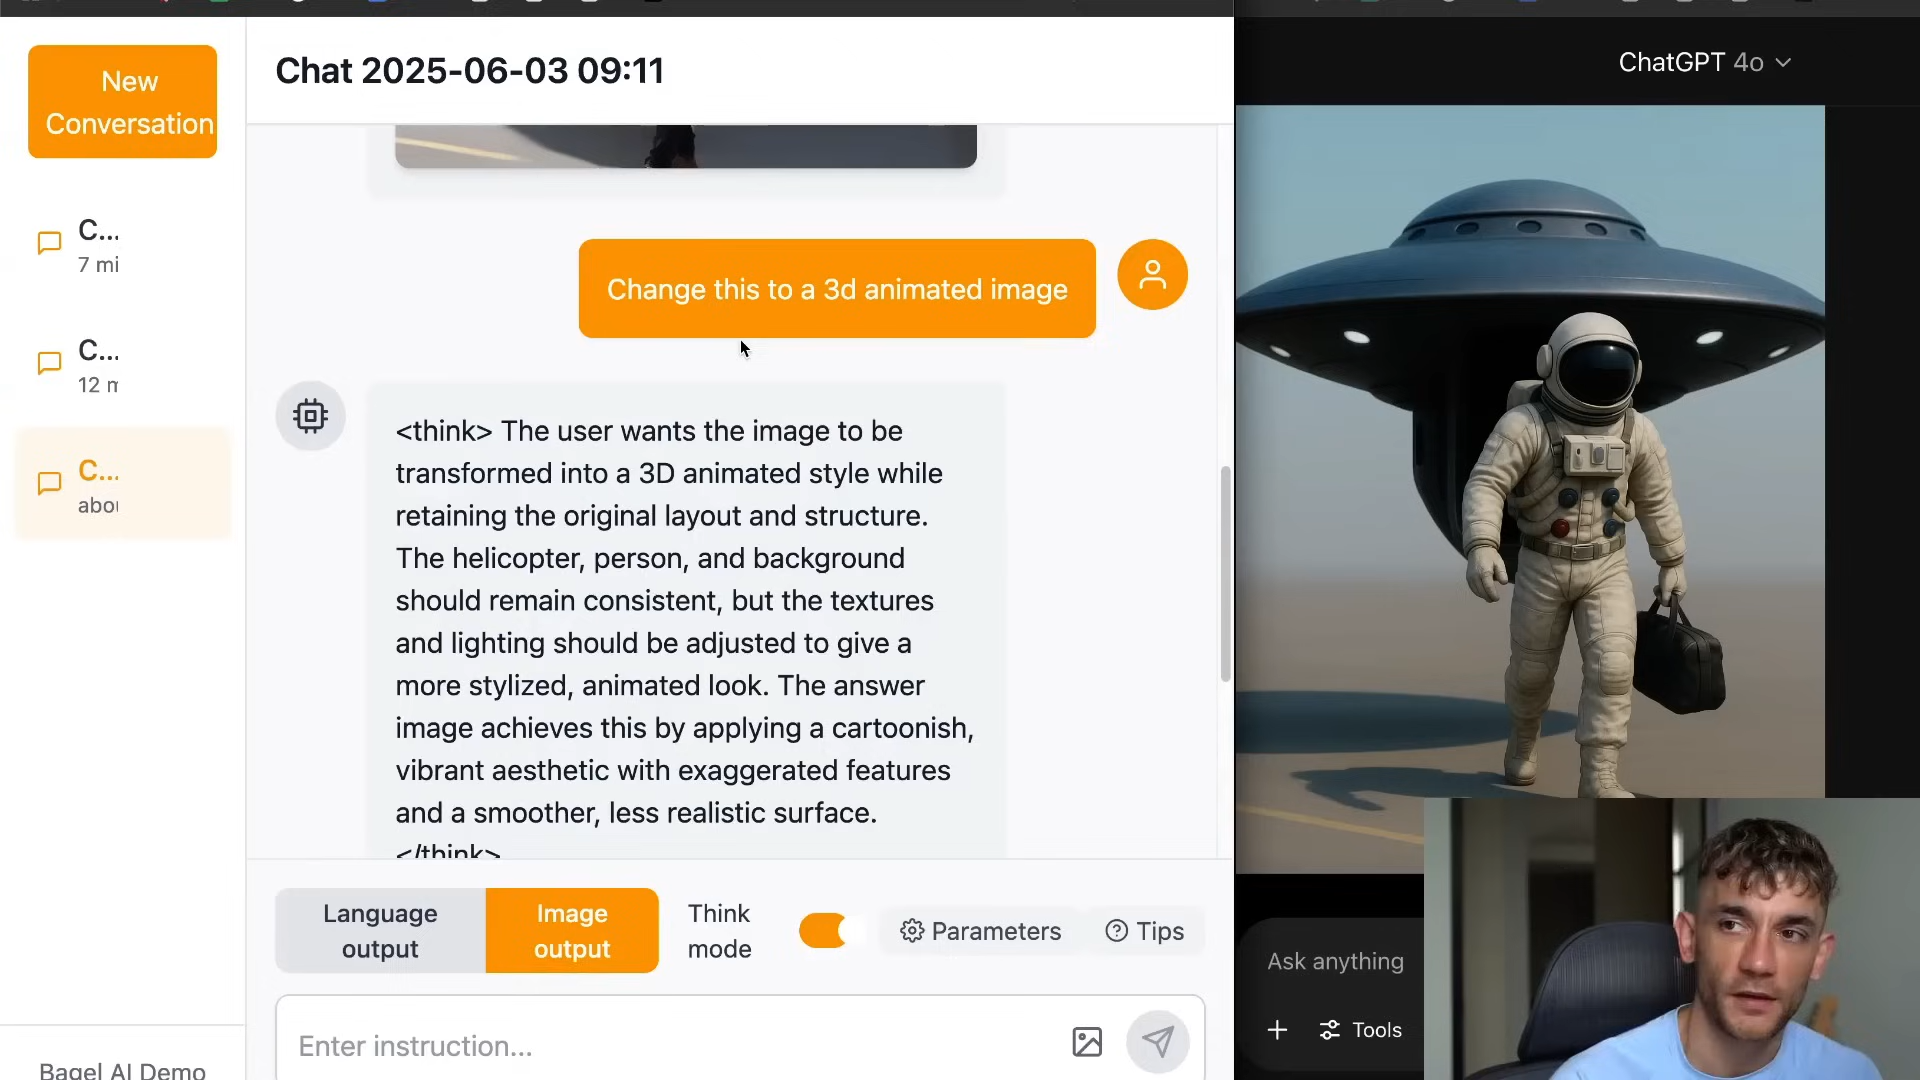 New
Conversation
C...
7 mi
C...
12 m
C...
abou
Bagel AI Demo
Chat 2025-06-03 09:11
Change this to a 3d animated image
<think> The user wants the image to be
transformed into a 3D animated style while
retaining the original layout and structure.
The helicopter, person, and background
should remain consistent, but the textures
and lighting should be adjusted to give a
more stylized, animated look. The answer
image achieves this by applying a cartoonish,
vibrant aesthetic with exaggerated features
and a smoother, less realistic surface.
</think>
Language
output
Image
output
Think
mode
Parameters
Tips
Enter instruction...
ChatGPT 4o
Ask anything
Tools